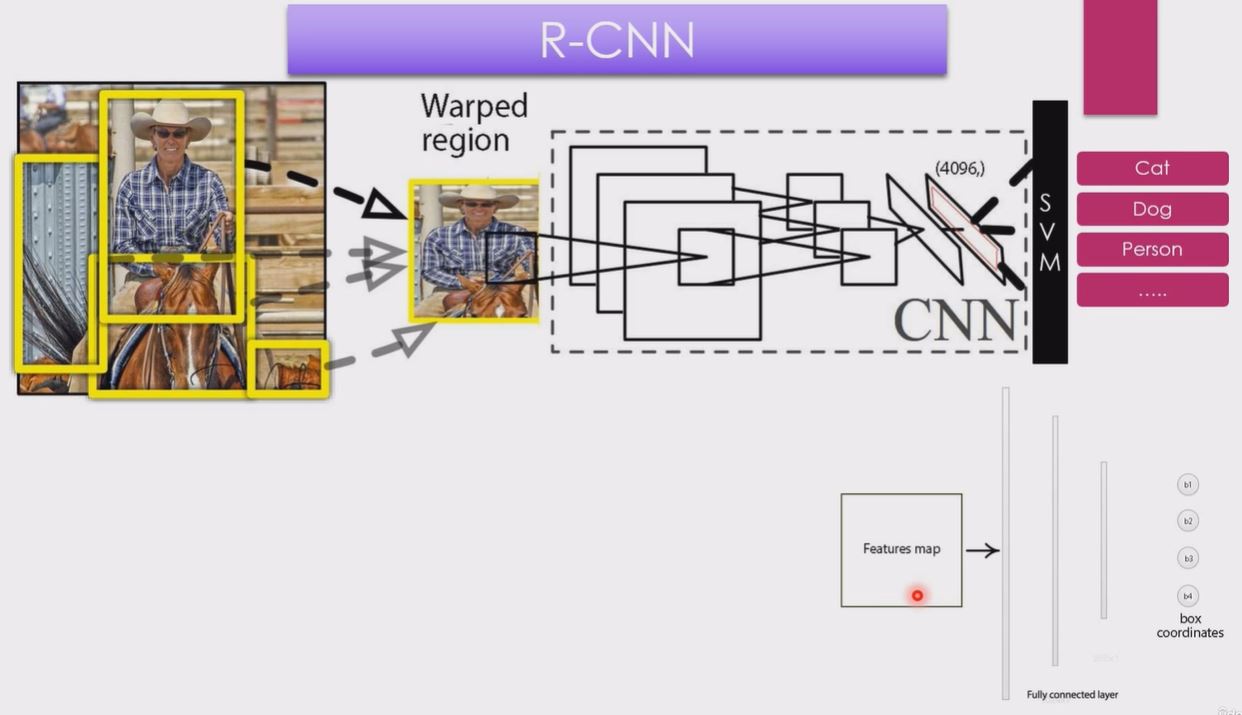 R-CNN
Warped
region
(4096,)
CNN
S
V
M
Cat
Dog
Person
.....
Features map
b1
b2
b3
b4
box
coordinates
Fully connected layer